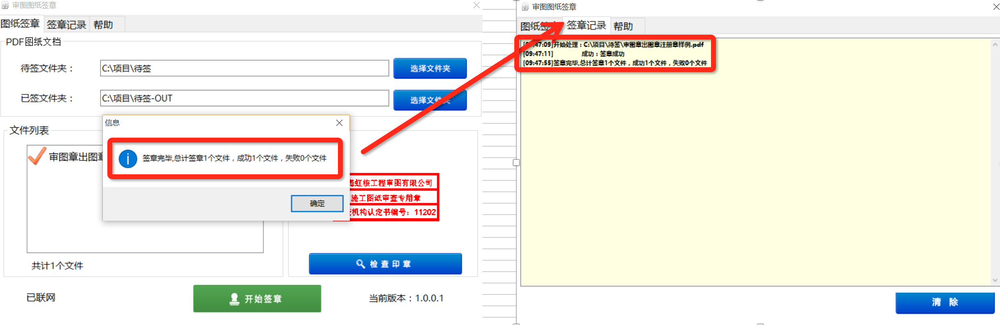 审图图纸签章
图纸签章 签章记录 帮助
PDF图纸文档
待签文件夹： C:\项目\待签 选择文件夹
已签文件夹： C:\项目\待签-OUT 选择文件夹
文件列表
审图章出图章
信息
签章完毕,总计签章1个文件，成功1个文件，失败0个文件
确定
海虹核工程审图有限公司
施工图纸审查专用章
机构认定书编号：11202
共计1个文件
检查印章
已联网
开始签章
当前版本：1.0.0.1
审图图纸签章
图纸签 签章记录 帮助
[09:47:09]开始处理：C:\项目\待签\审图章出图章注册章样例.pdf
[09:47:11] 成功：签章成功
[09:47:55]签章完毕,总计签章1个文件，成功1个文件，失败0个文件
清 除